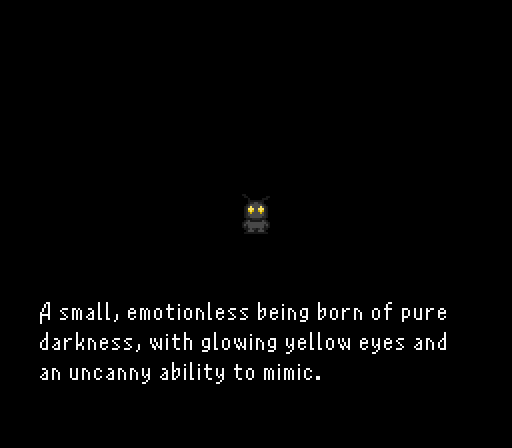 A small, emotionless being born of pure
darkness, with glowing yellow eyes and
an uncanny ability to mimic.